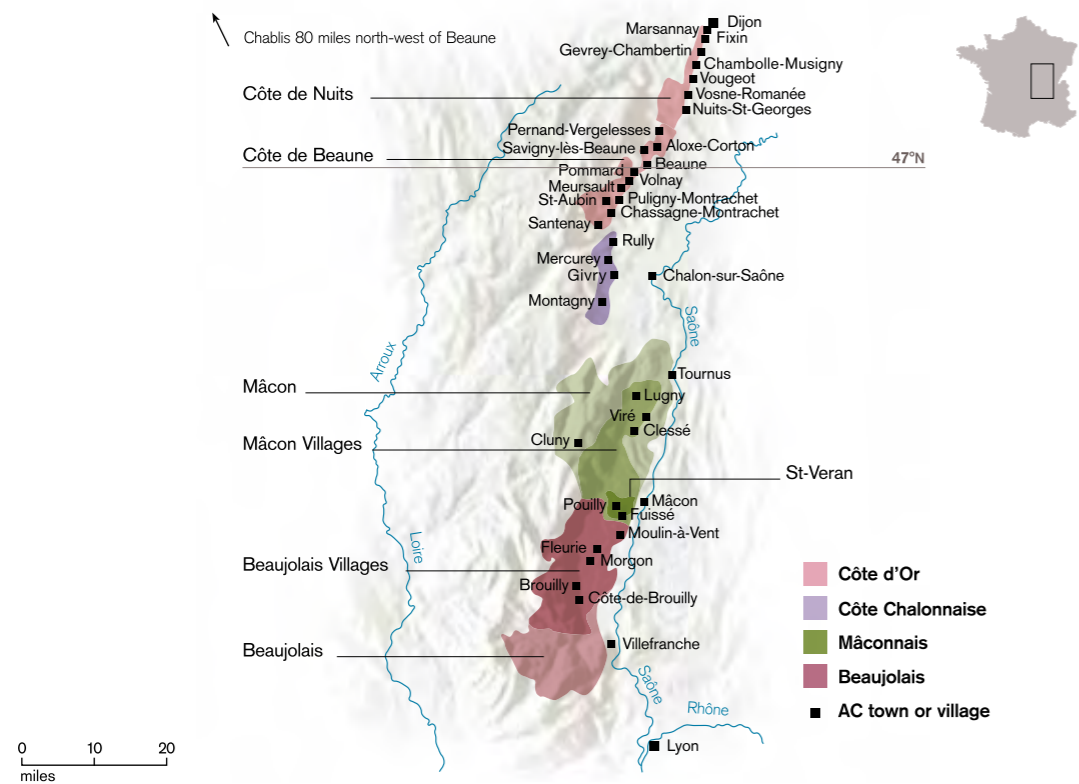 Dijon
Marsannay
Fixin
Chablis 80 miles north-west of Beaune
Gevrey-Chambertin
Chambolle-Musigny
Vougeot
Côte de Nuits
Vosne-Romanée
Nuits-St-Georges
Pernand-Vergelesses
Savigny-lès-Beaune
Aloxe-Corton
Côte de Beaune
47°N
Beaune
Pommard
Volnay
Meursault
St-Aubin
Puligny-Montrachet
Chassagne-Montrachet
Santenay
Rully
Mercurey
Givry
Chalon-sur-Saône
Montagny
Saône
Arroux
Tournus
Mâcon
Lugny
Viré
Clessé
Cluny
Mâcon Villages
St-Veran
Pouilly
Mâcon
Fuissé
Moulin-à-Vent
Loire
Fleurie
Morgon
Beaujolais Villages
Brouilly
Côte-de-Brouilly
Villefranche
Beaujolais
Saône
Rhône
Lyon
Côte d’Or
Côte Chalonnaise
Mâconnais
Beaujolais
AC town or village
0 10 20
miles